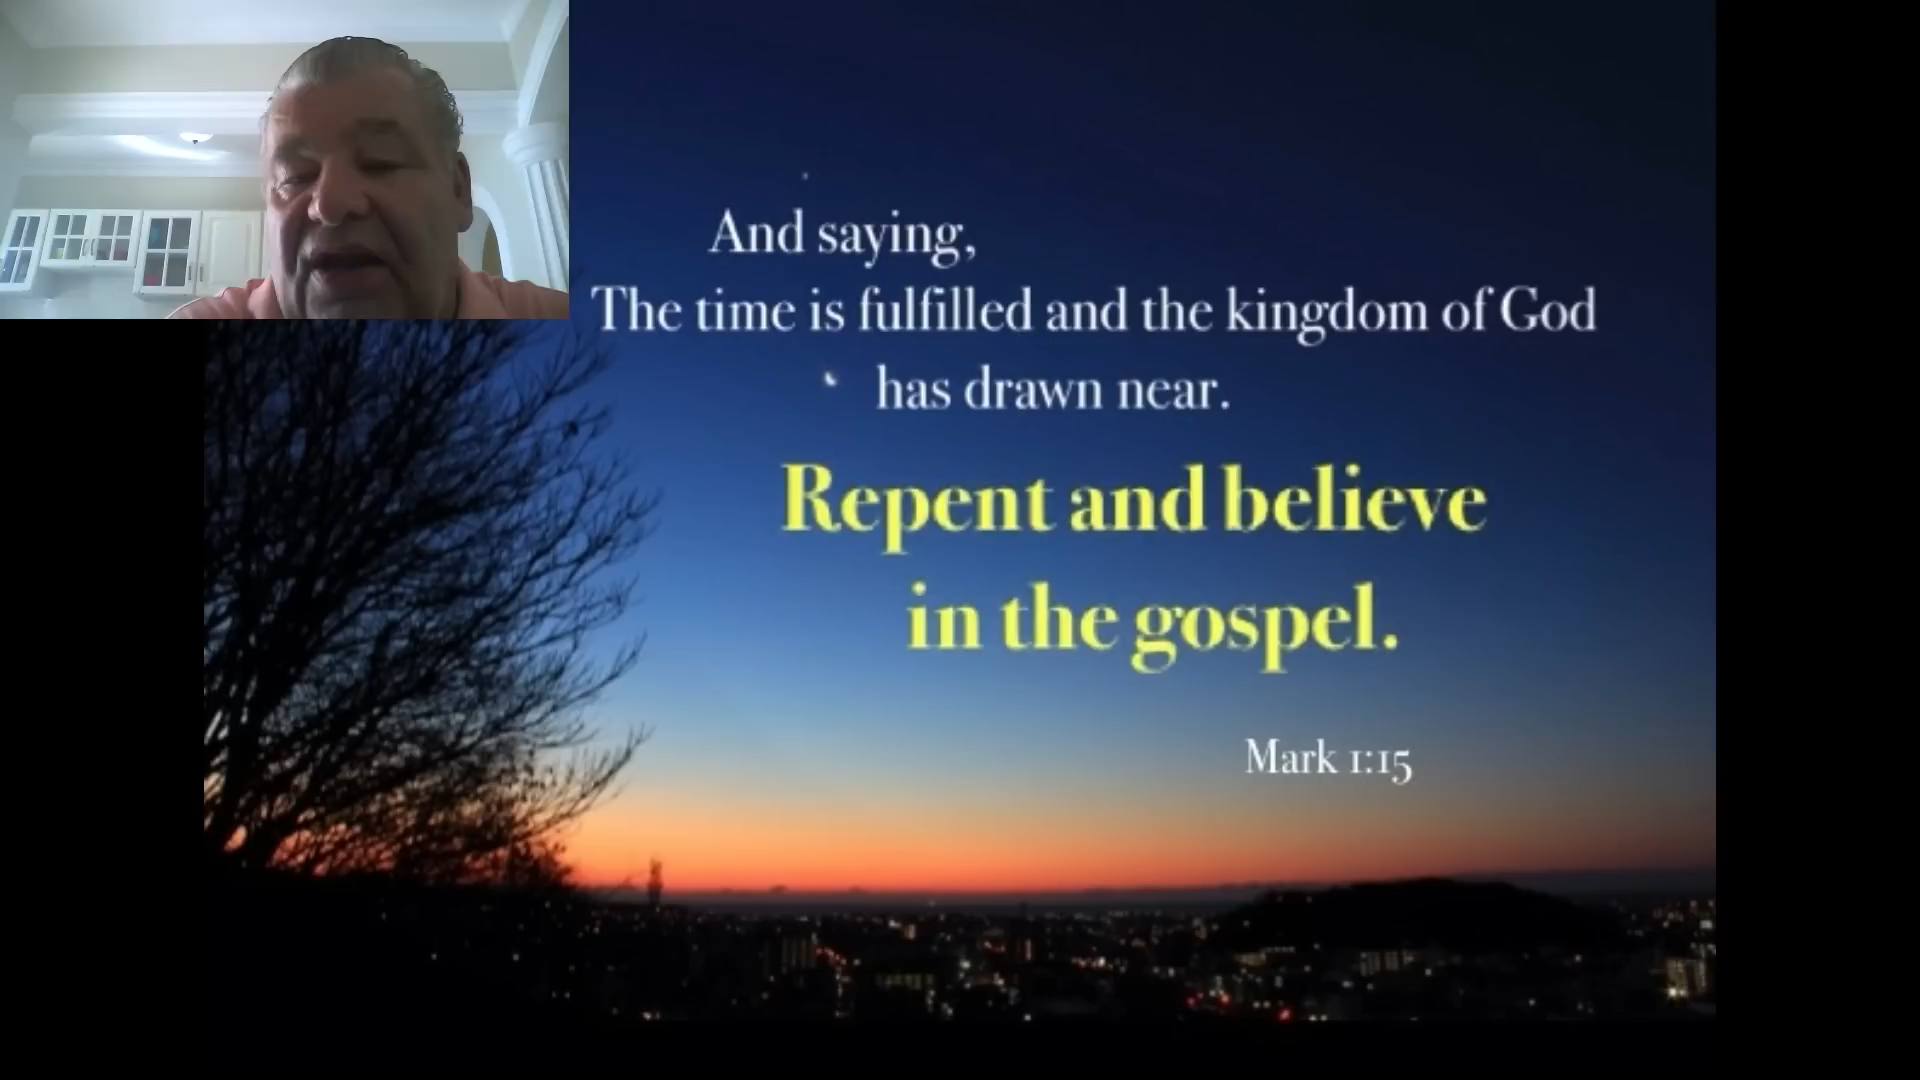 And saying,
The time is fulfilled and the kingdom of God
has drawn near.
Repent and believe
in the gospel.
Mark 1:15